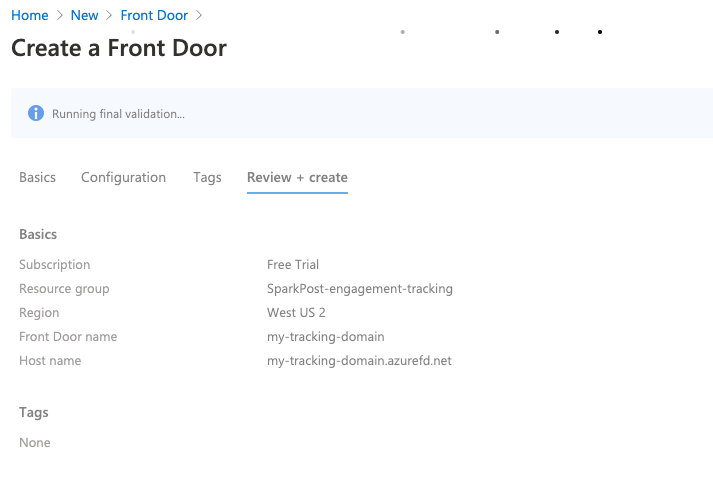 Home > New > Front Door >
Create a Front Door
Running final validation...
Basics Configuration Tags Review + create
Basics
Subscription Free Trial
Resource group SparkPost-engagement-tracking
Region West US 2
Front Door name my-tracking-domain
Host name my-tracking-domain.azurefd.net
Tags
None